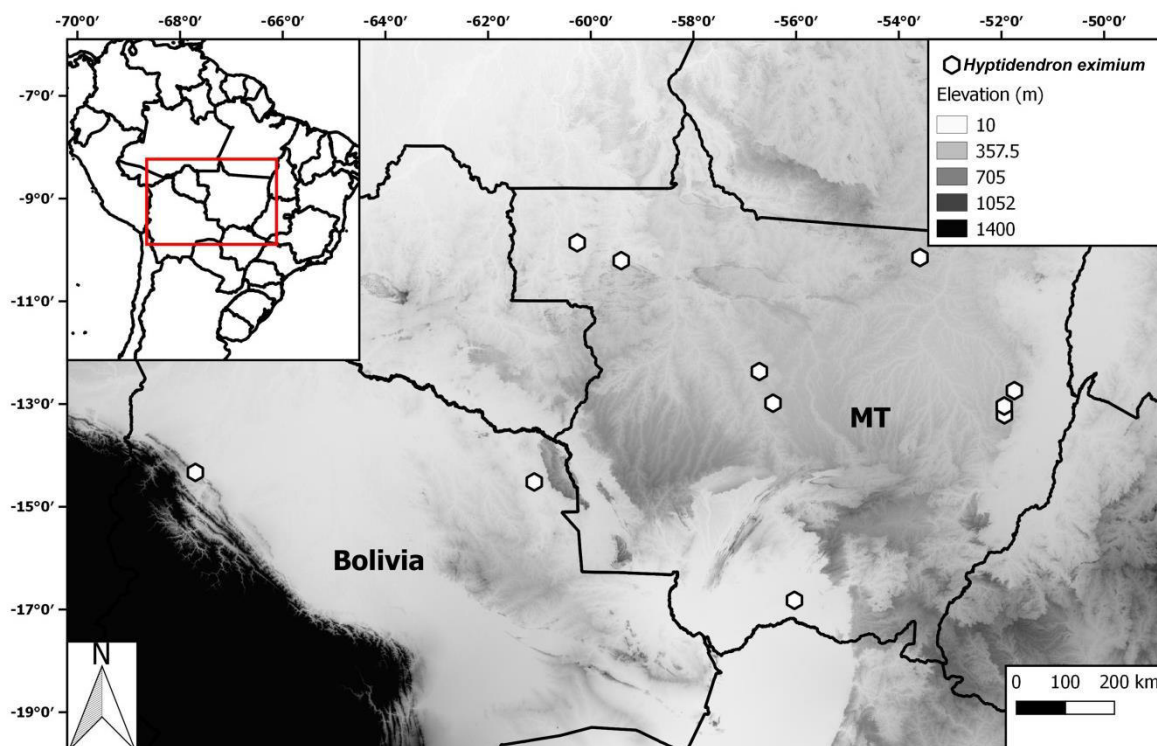 -70°0′ -68°0′ -66°0′ -64°0′ -62°0′ -60°0′ -58°0′ -56°0′ -54°0′ -52°0′ -50°0′
-7°0′
-9°0′
-11°0′
-13°0′
-15°0′
-17°0′
-19°0′
Hyptidendron eximium
Elevation (m)
10
357.5
705
1052
1400
MT
Bolivia
N
0 100 200 km